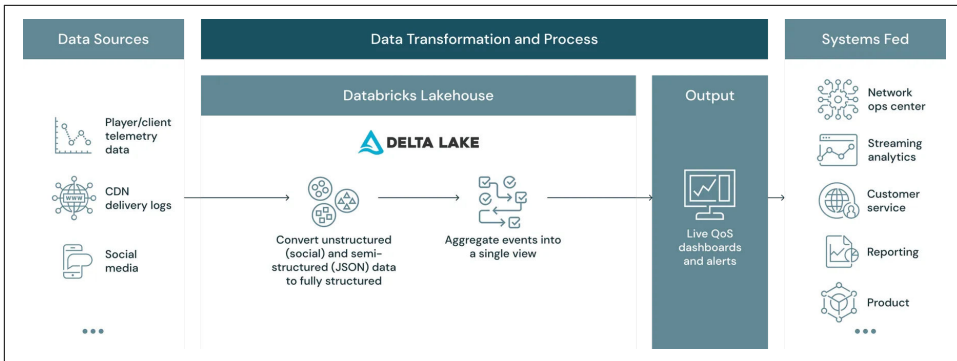 Data Sources
Data Transformation and Process
Systems Fed
Databricks Lakehouse
Output
DELTA LAKE
Player/client
telemetry
data
CDN
delivery logs
WWW
Social
media
Convert unstructured
(social) and semi-
structured (JSON) data
to fully structured
Aggregate events into
a single view
Live QoS
dashboards
and alerts
Network
ops center
Streaming
analytics
Customer
service
Reporting
Product